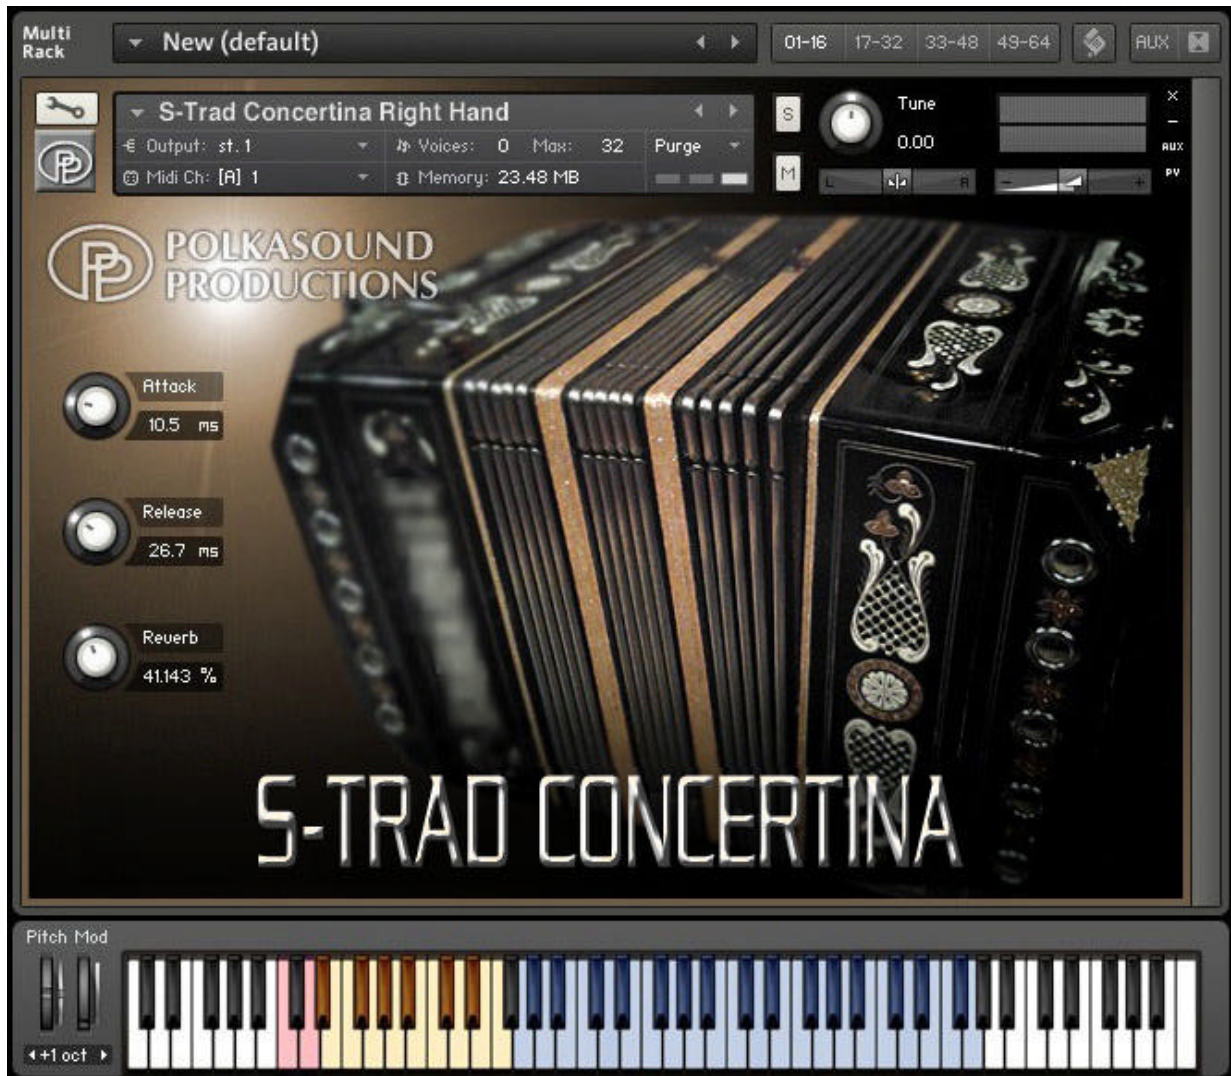 Multi
Rack
New (default)
01-16 17-32 33-48 49-64
AUX
S-Trad Concertina Right Hand
Output: st. 1
Voices: 0 Max: 32
Purge
Midi Ch: [A] 1
Memory: 23.48 MB
S
M
Tune
0.00
L R
- +
×
–
AUX
PV
PP
PP
POLKASOUND
PRODUCTIONS
Attack
10.5 ms
Release
26.7 ms
Reverb
41.143 %
S-TRAD CONCERTINA
Pitch Mod
+1 oct